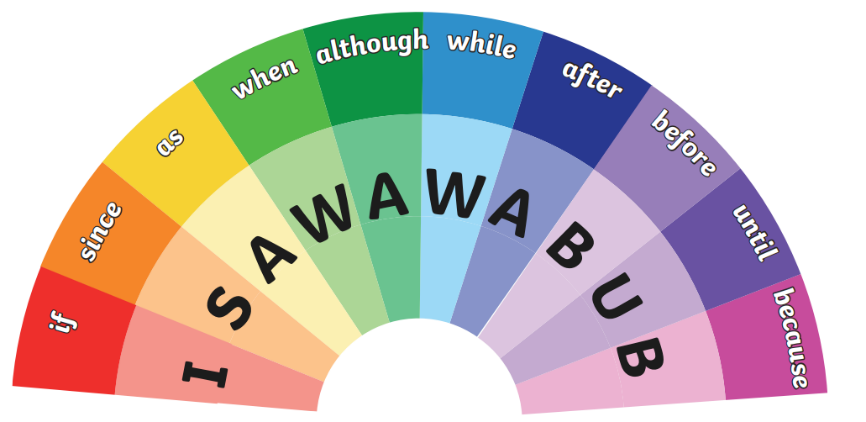 if
since
as
when
although
while
after
before
until
because
I
S
A
W
A
W
A
B
U
B